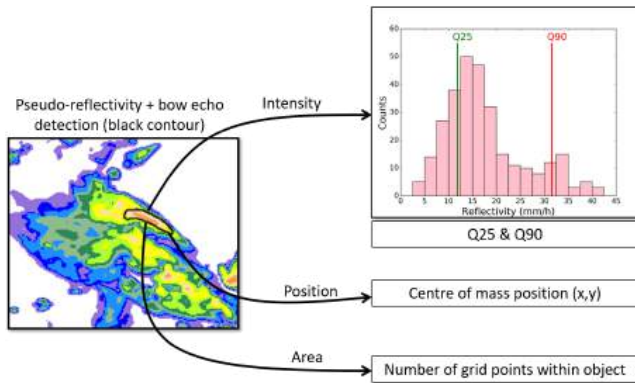 Pseudo-reflectivity + bow echo
detection (black contour)
Intensity
Q25
Q90
Counts
60
50
40
30
20
10
0
0 5 10 15 20 25 30 35 40 45
Reflectivity (mm/h)
Q25 & Q90
Position
Centre of mass position (x,y)
Area
Number of grid points within object